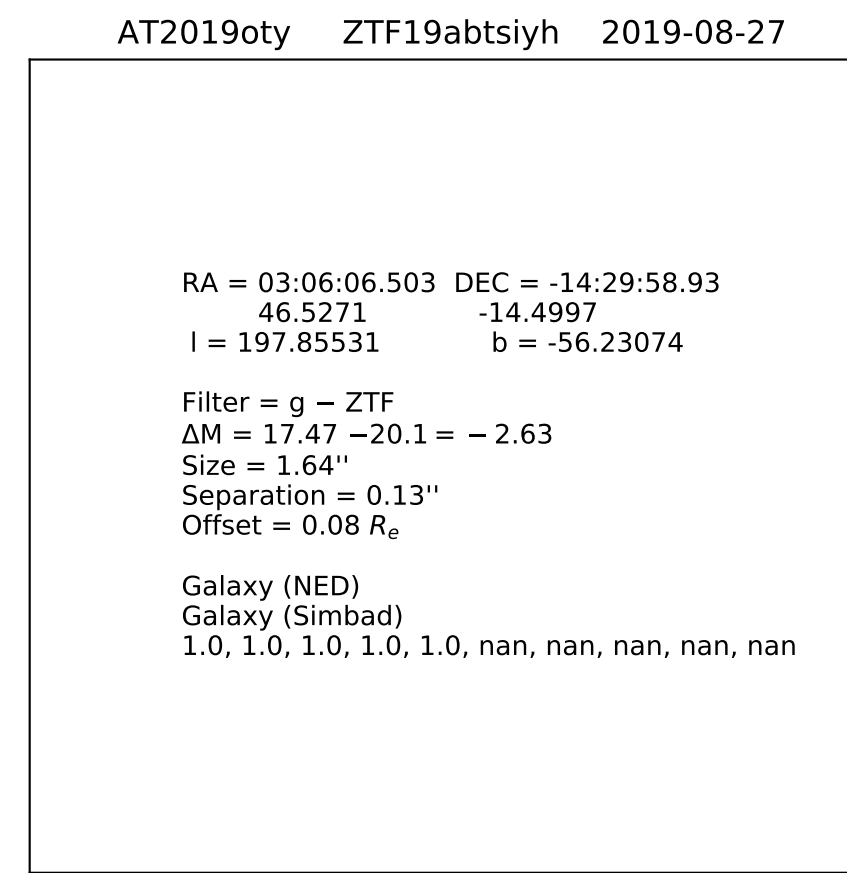 AT2019oty ZTF19abtsiyh 2019-08-27
RA = 03:06:06.503 DEC = -14:29:58.93
46.5271 -14.4997
l = 197.85531 b = -56.23074
Filter = g − ZTF
ΔM = 17.47 −20.1 = − 2.63
Size = 1.64''
Separation = 0.13''
Offset = 0.08 Rₑ
Galaxy (NED)
Galaxy (Simbad)
1.0, 1.0, 1.0, 1.0, 1.0, nan, nan, nan, nan, nan